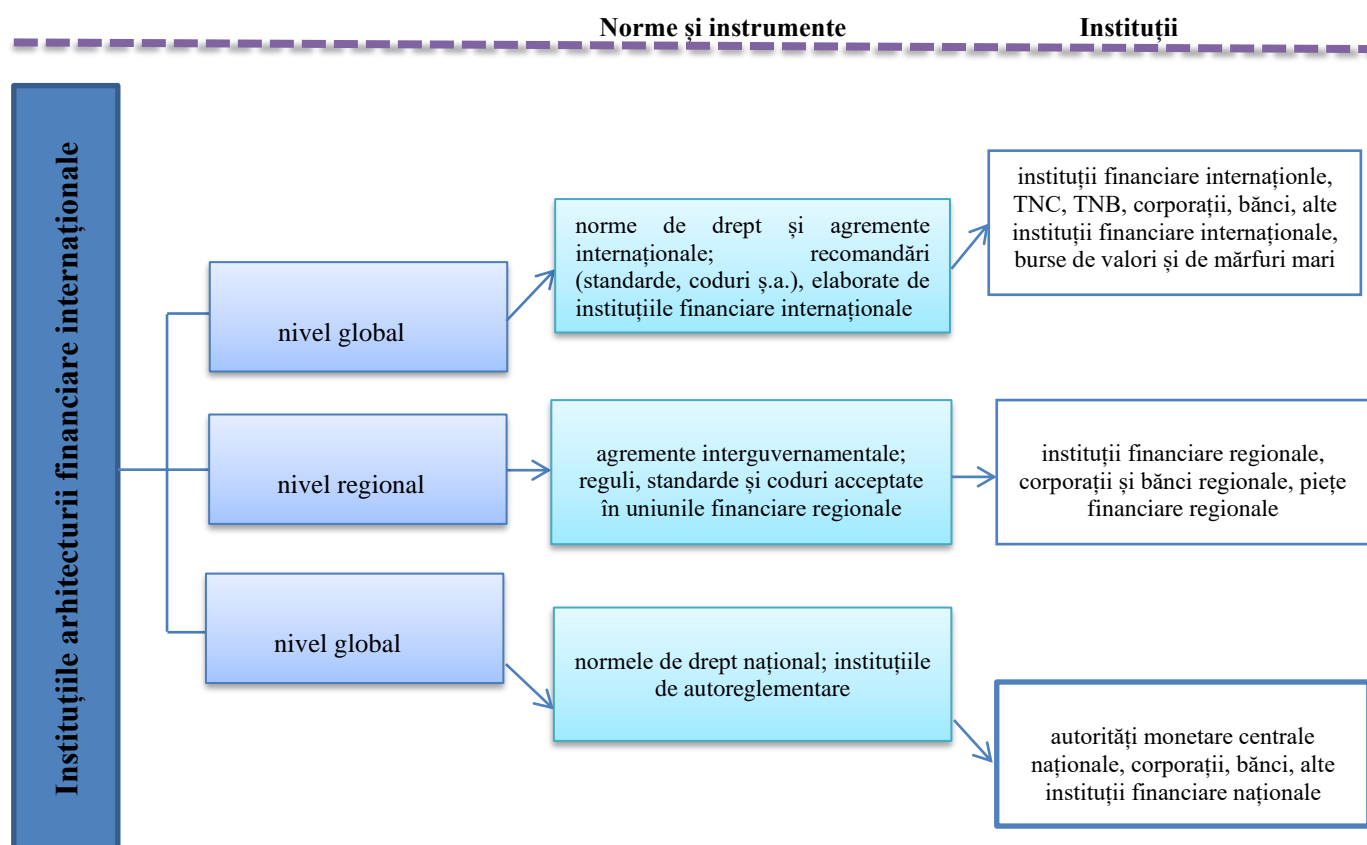 Norme și instrumente
Instituții
Instituțiile arhitecturii financiare internaționale
nivel global
norme de drept și agremente
internaționale; recomandări
(standarde, coduri ș.a.), elaborate de
instituțiile financiare internaționale
instituții financiare internaționle,
TNC, TNB, corporații, bănci, alte
instituții financiare internaționale,
burse de valori și de mărfuri mari
nivel regional
agremente interguvernamentale;
reguli, standarde și coduri acceptate
în uniunile financiare regionale
instituții financiare regionale,
corporații și bănci regionale, piețe
financiare regionale
nivel global
normele de drept național; instituțiile
de autoreglementare
autorități monetare centrale
naționale, corporații, bănci, alte
instituții financiare naționale